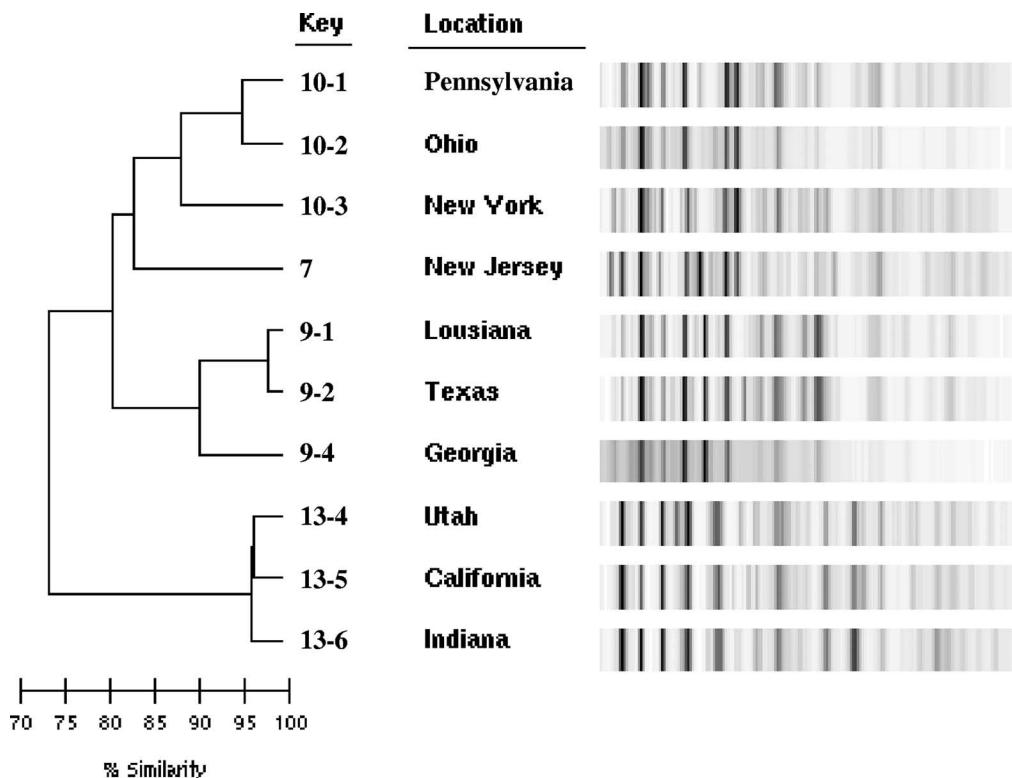 Key Location
10-1 Pennsylvania
10-2 Ohio
10-3 New York
7 New Jersey
9-1 Lousiana
9-2 Texas
9-4 Georgia
13-4 Utah
13-5 California
13-6 Indiana
70 75 80 85 90 95 100
% Similarity